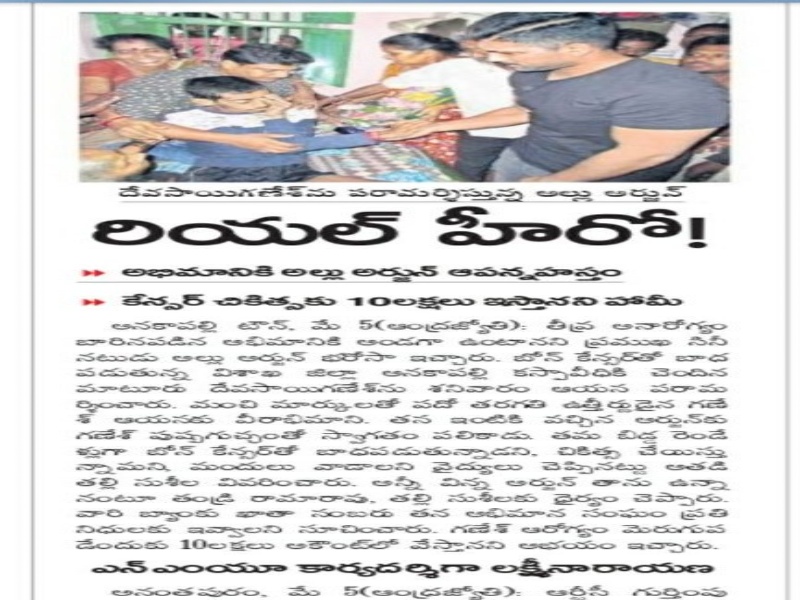 దేవసాయిగణేశ్‌ను పరామర్శిస్తున్న అల్లు అర్జున్
రియల్ హీరో!
అభిమానికి అల్లు అర్జున్ ఆపన్నహస్తం
కేన్సర్ చికిత్సకు 10లక్షలు ఇస్తానని హామీ
అనకాపల్లి టౌన్, మే 5(ఆంధ్రజ్యోతి): తీవ్ర అనారోగ్యం
బారినపడిన అభిమానికి అండగా ఉంటానని ప్రముఖ సినీ
నటుడు అల్లు అర్జున్ భరోసా ఇచ్చారు. బోన్ కేన్సర్‌తో బాధ
పడుతున్న విశాఖ జిల్లా అనకాపల్లి కస్పావీధికి చెందిన
మాటూరు దేవసాయిగణేశ్‌ను శనివారం ఆయన పరామ
ర్శించారు. మంచి మార్కులతో పదో తరగతి ఉత్తీర్ణుడైన గణే
శ్ ఆయనకు వీరాభిమాని. తన ఇంటికి వచ్చిన అర్జున్‌కు
గణేశ్ పుష్పగుచ్ఛంతో స్వాగతం పలికాడు. తమ బిడ్డ రెండే
ళ్లుగా బోన్ కేన్సర్‌తో బాధపడుతున్నాడని, చికిత్స చేయిస్తు
న్నామని, మందులు వాడాలని వైద్యులు చెప్పినట్టు అతడి
తల్లి సుశీల వివరించారు. అన్నీ విన్న అర్జున్ తాను ఉన్నా
నంటూ తండ్రి రామారావు, తల్లి సుశీలకు ధైర్యం చెప్పారు.
వారి బ్యాంకు ఖాతా నంబరు తన అభిమాన సంఘం ప్రతి
నిధులకు ఇవ్వాలని సూచించారు. గణేశ్ ఆరోగ్యం మెరుగుప
డేందుకు 10లక్షలు అకౌంట్‌లో వేస్తానని అభయం ఇచ్చారు.
ఎన్ఎంయూ కార్యదర్శిగా లక్ష్మీనారాయణ
అనంతపురం, మే 5(ఆంధ్రజ్యోతి): ఆర్టీసీ గుర్తింపు